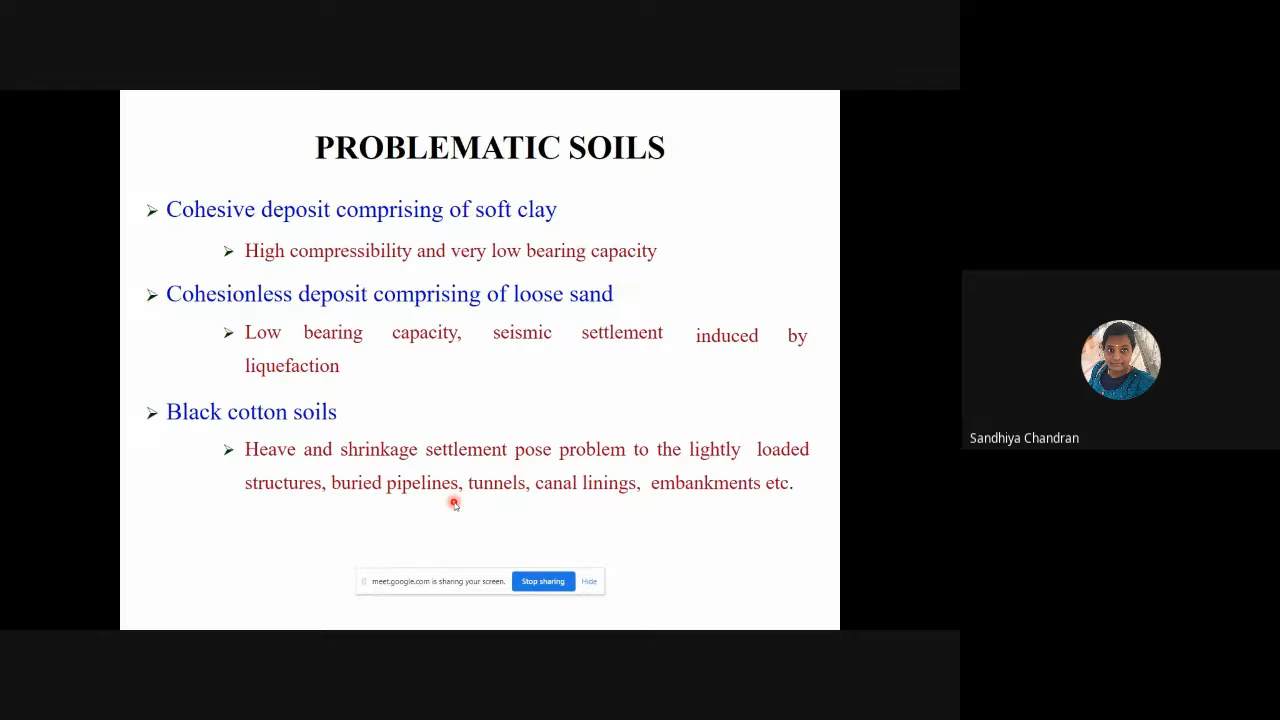 PROBLEMATIC SOILS
➢ Cohesive deposit comprising of soft clay
➢ High compressibility and very low bearing capacity
➢ Cohesionless deposit comprising of loose sand
➢ Low bearing capacity, seismic settlement induced by
liquefaction
➢ Black cotton soils
➢ Heave and shrinkage settlement pose problem to the lightly loaded
structures, buried pipelines, tunnels, canal linings, embankments etc.
meet.google.com is sharing your screen. Stop sharing Hide
Sandhiya Chandran